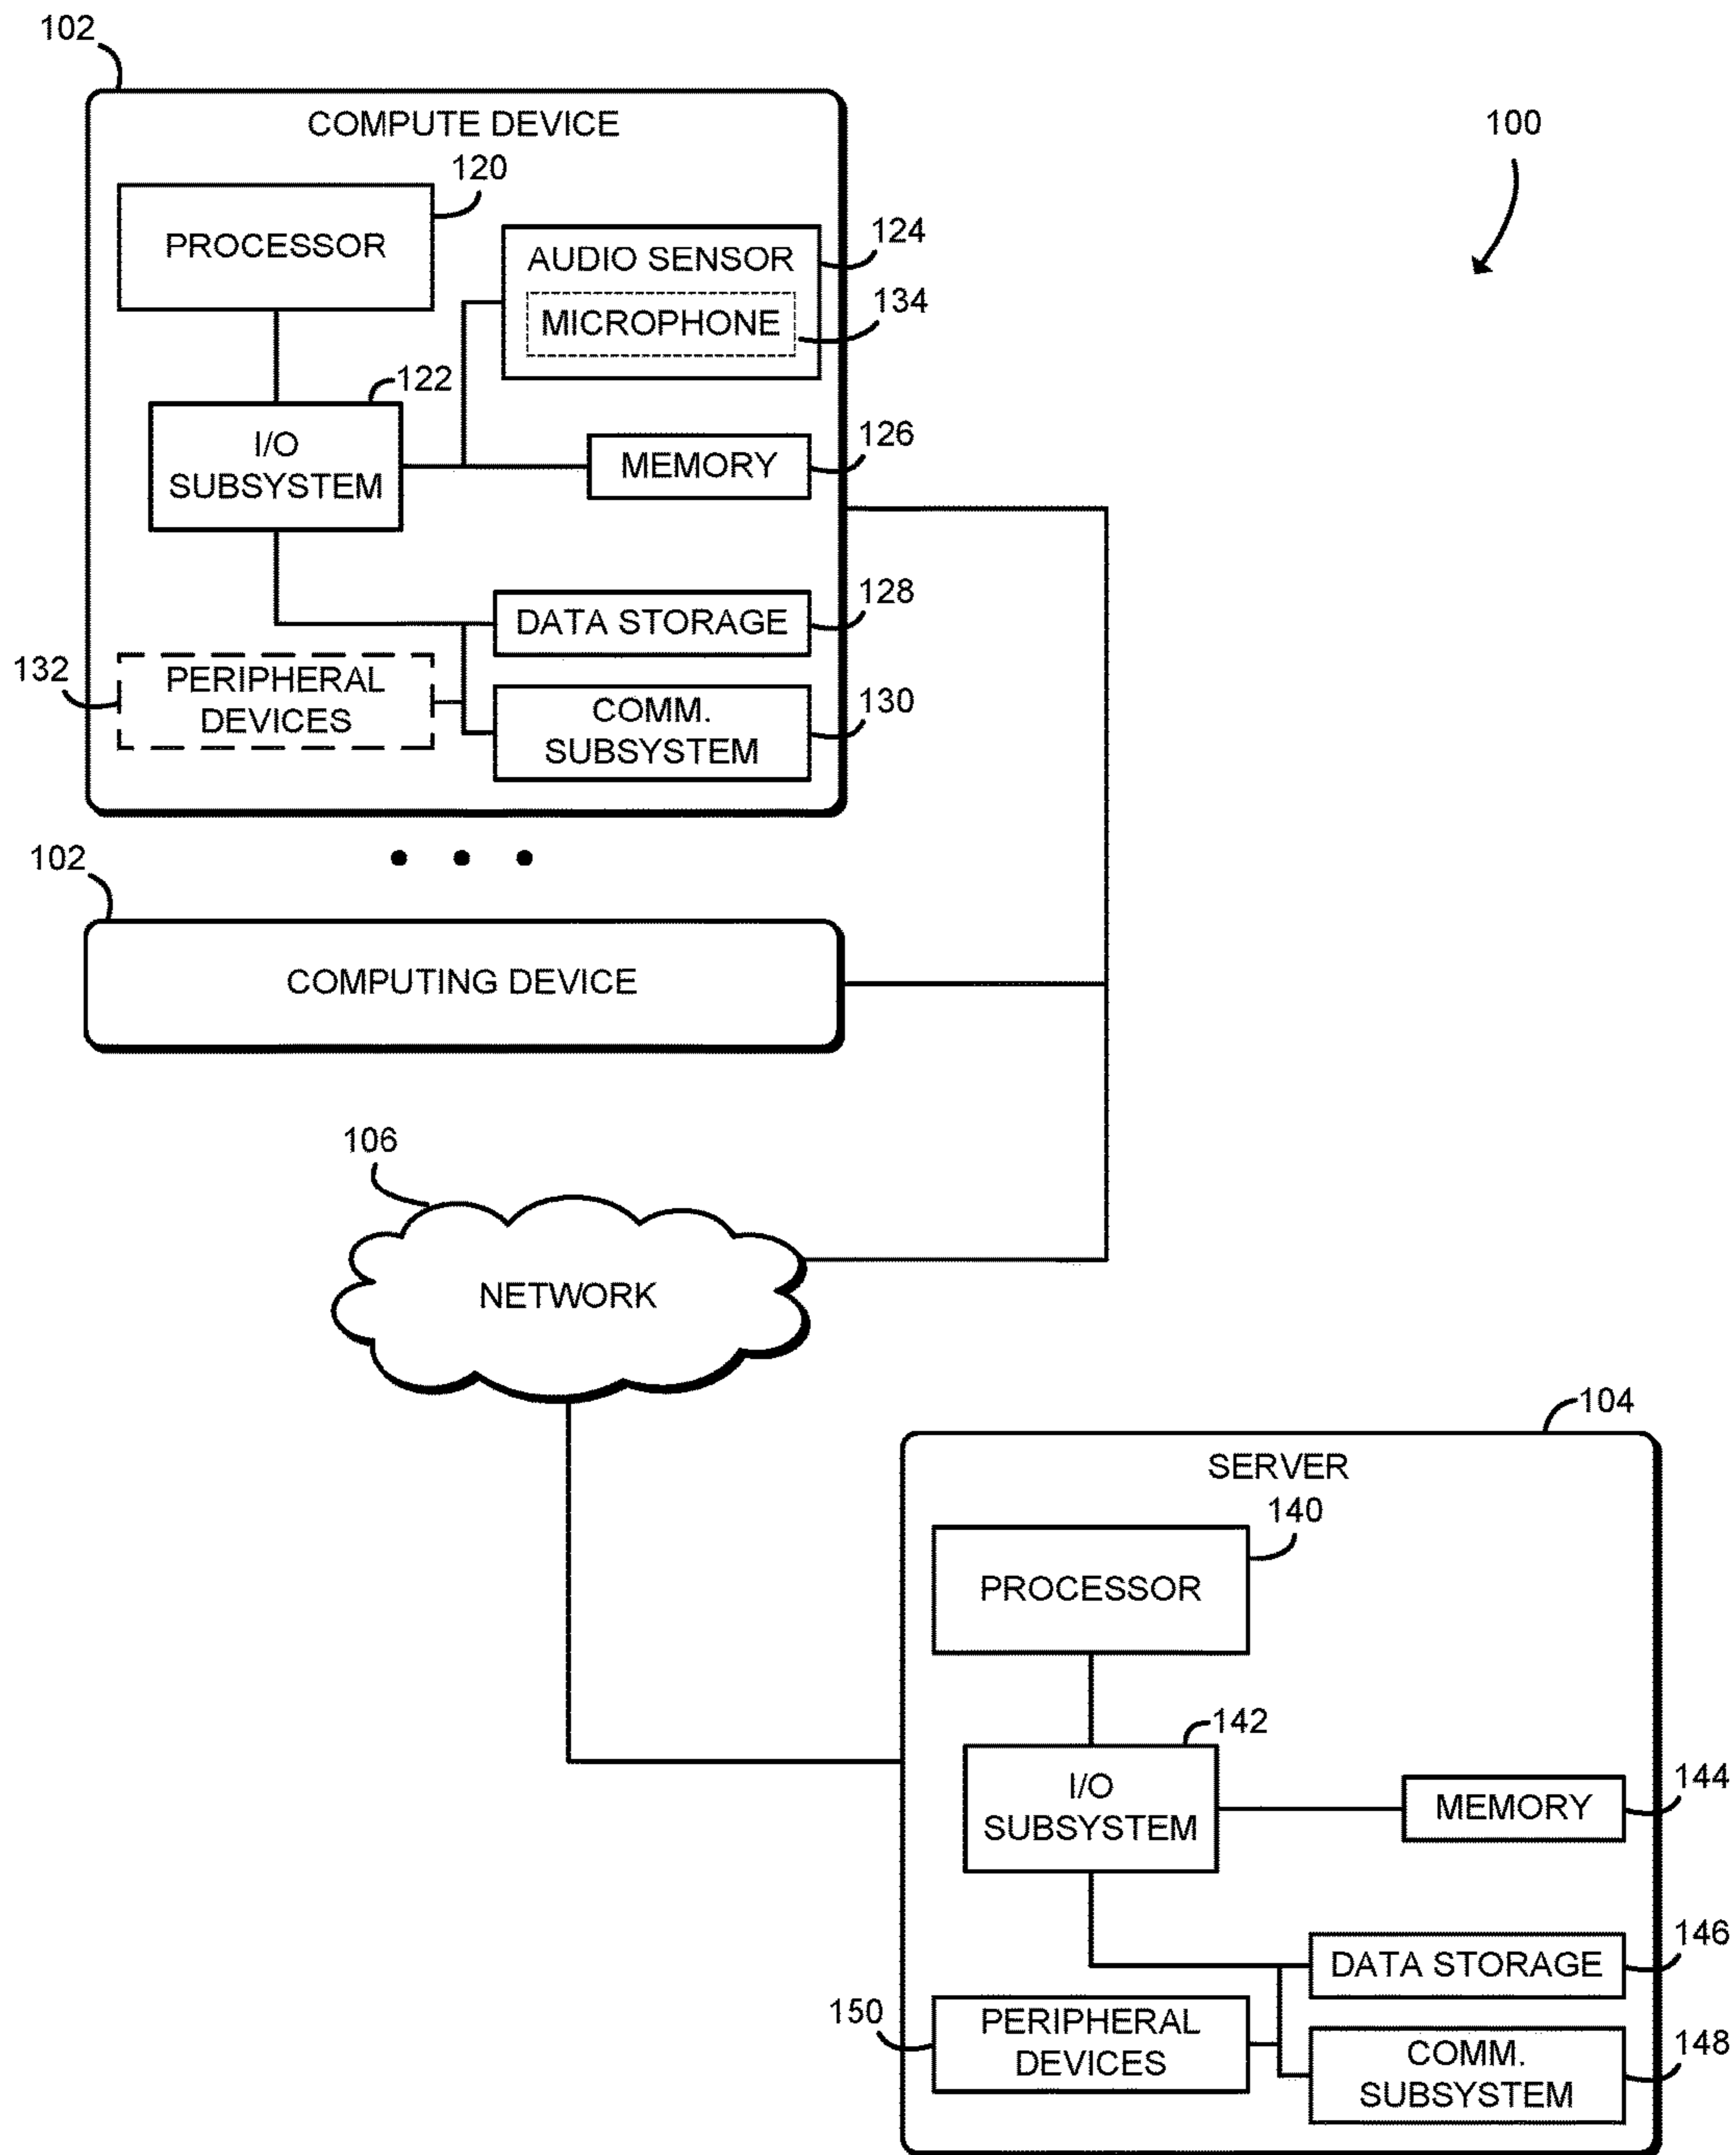 102
COMPUTE DEVICE
100
120
PROCESSOR
124
AUDIO SENSOR
134
MICROPHONE
122
I/O
SUBSYSTEM
126
MEMORY
128
DATA STORAGE
132
PERIPHERAL
DEVICES
130
COMM.
SUBSYSTEM
102
COMPUTING DEVICE
106
NETWORK
104
SERVER
140
PROCESSOR
142
I/O
SUBSYSTEM
144
MEMORY
146
DATA STORAGE
150
PERIPHERAL
DEVICES
148
COMM.
SUBSYSTEM